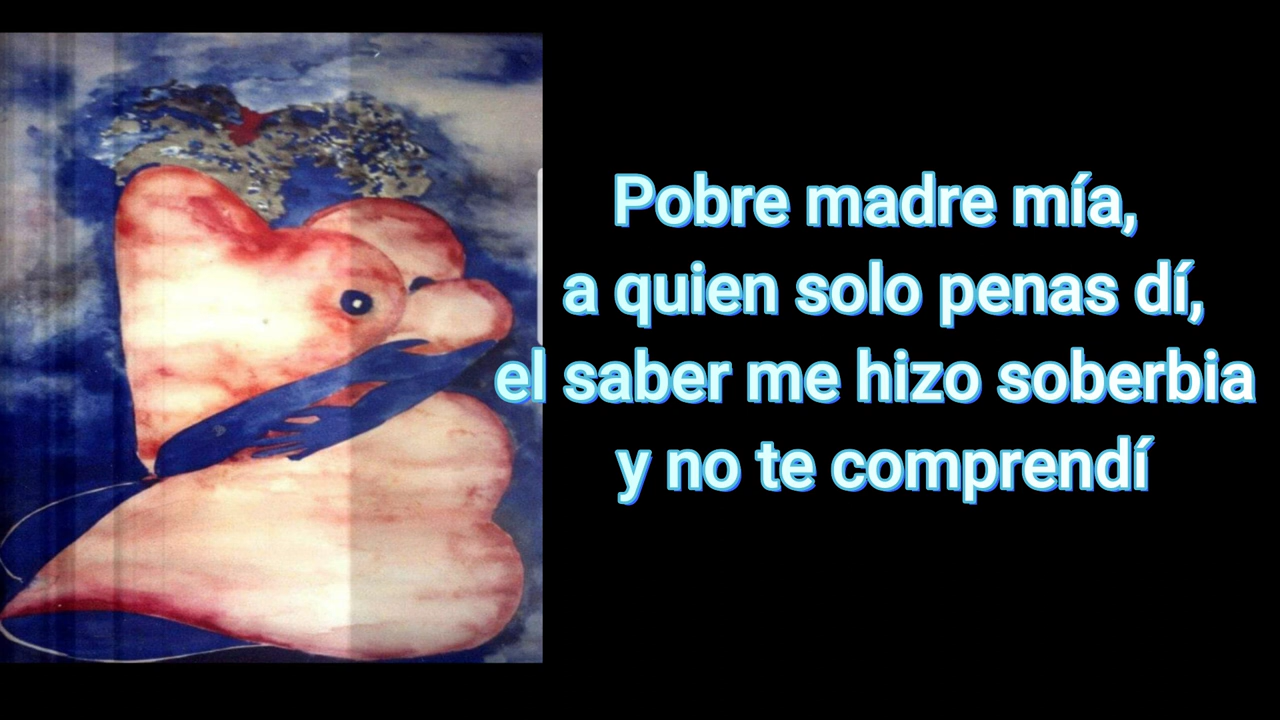 Pobre madre mía,
a quien solo penas dí,
el saber me hizo soberbia
y no te comprendí